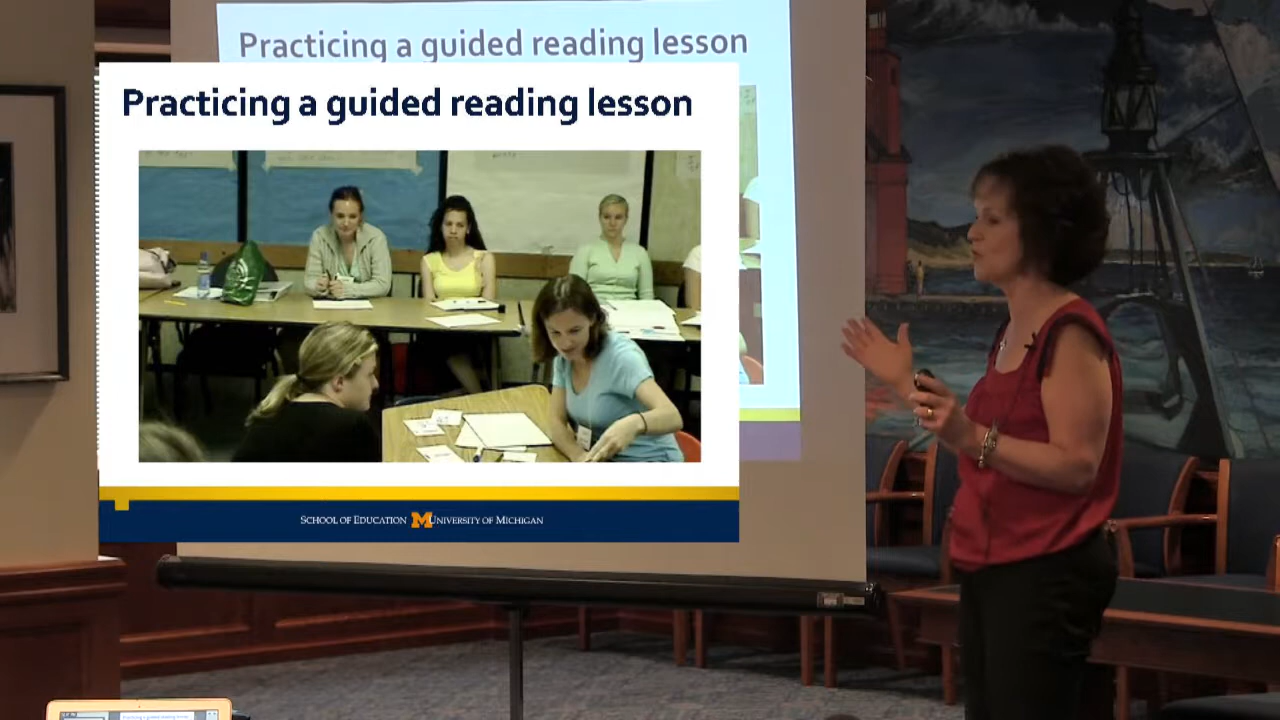 Practicing a guided reading lesson
Practicing a guided reading lesson
SCHOOL OF EDUCATION M UNIVERSITY OF MICHIGAN